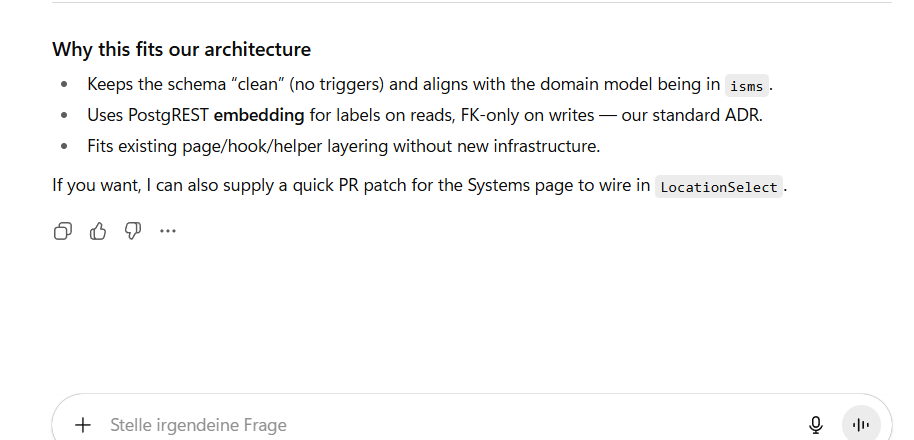 Why this fits our architecture
• Keeps the schema “clean” (no triggers) and aligns with the domain model being in isms.
• Uses PostgREST embedding for labels on reads, FK-only on writes — our standard ADR.
• Fits existing page/hook/helper layering without new infrastructure.
If you want, I can also supply a quick PR patch for the Systems page to wire in LocationSelect.
Stelle irgendeine Frage